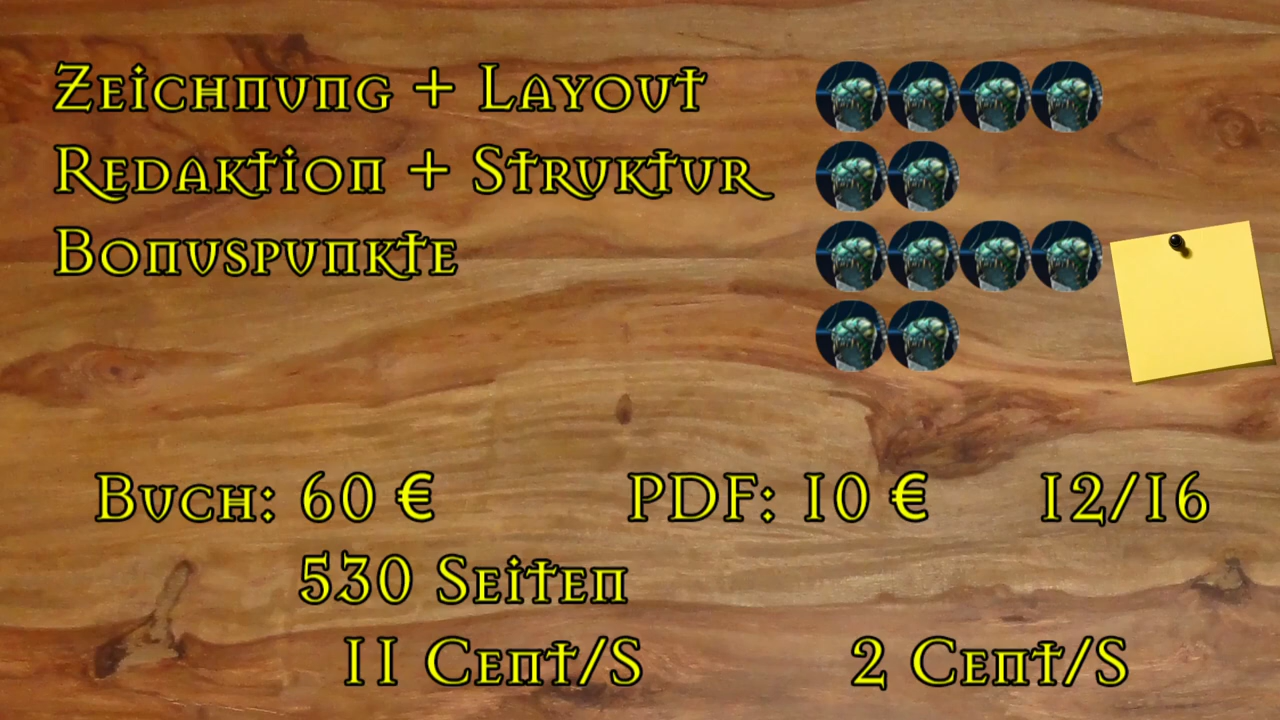 Zeichnung + Layout
Redaktion + Struktur
Bonuspunkte
Buch: 60 € PDF: 10 € 12/16
530 Seiten
11 Cent/S 2 Cent/S